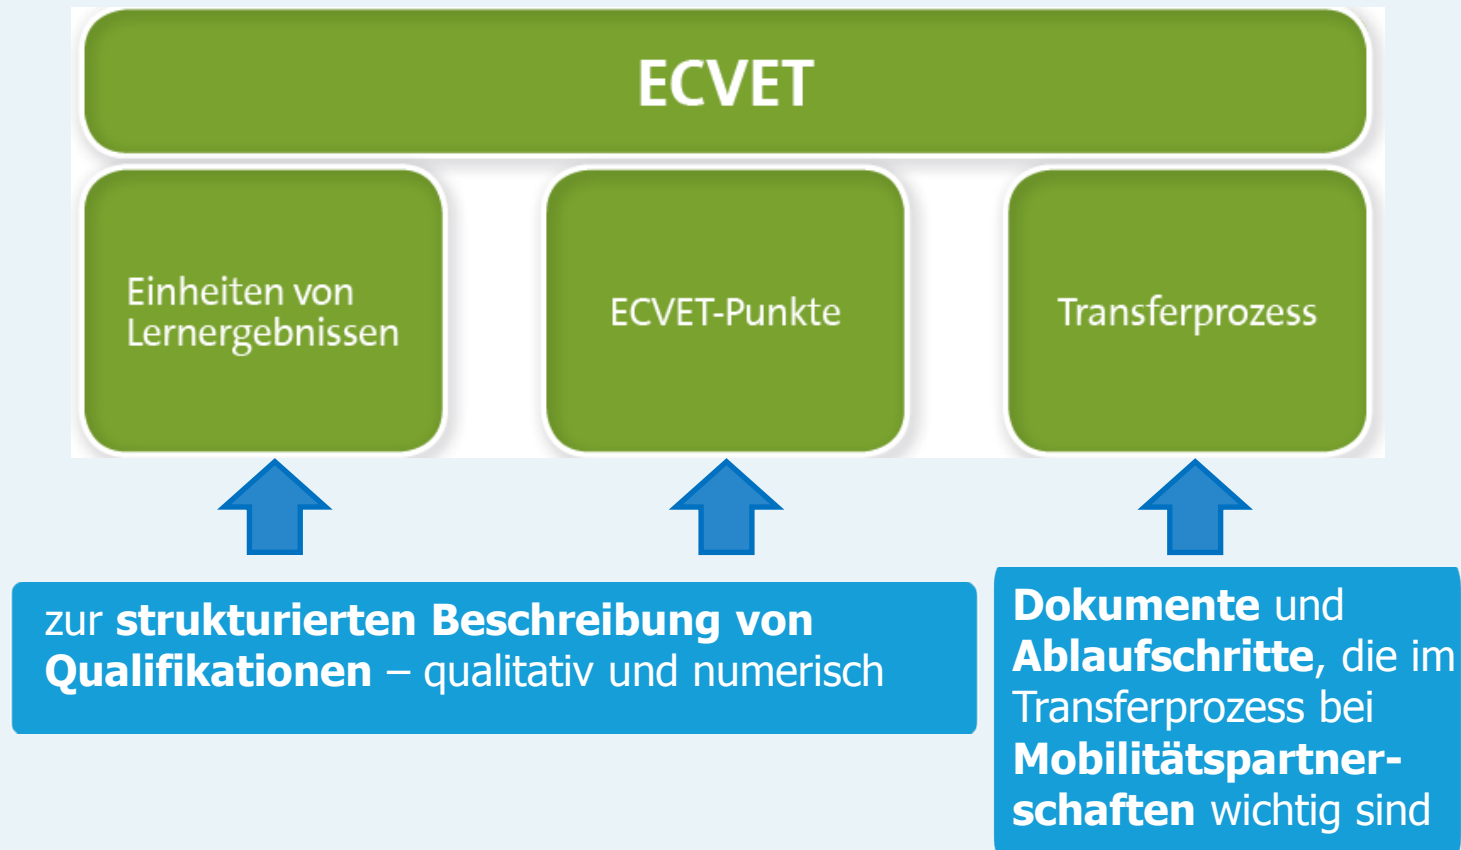 ECVET
Einheiten von
Lernergebnissen
ECVET-Punkte
Transferprozess
zur strukturierten Beschreibung von
Qualifikationen – qualitativ und numerisch
Dokumente und
Ablaufschritte, die im
Transferprozess bei
Mobilitätspartner-
schaften wichtig sind